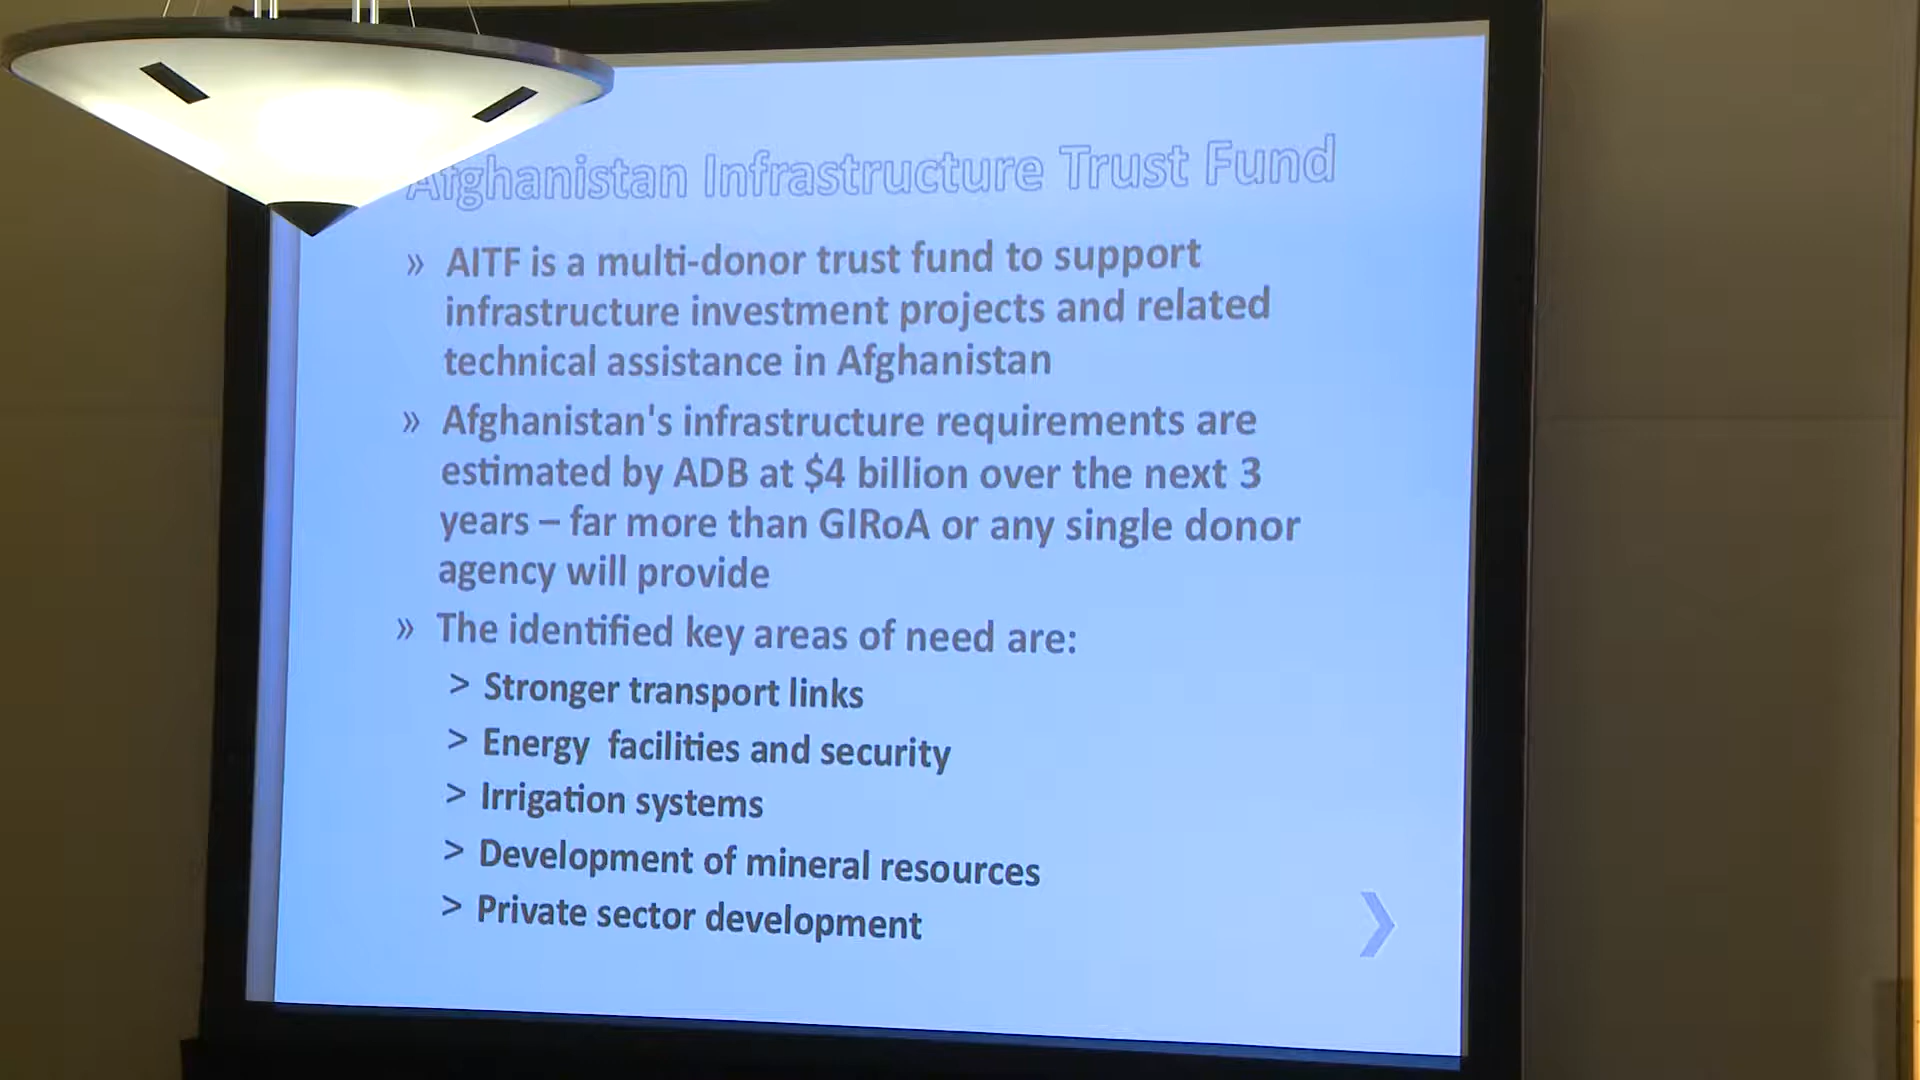 Afghanistan Infrastructure Trust Fund
» AITF is a multi-donor trust fund to support
infrastructure investment projects and related
technical assistance in Afghanistan
» Afghanistan's infrastructure requirements are
estimated by ADB at $4 billion over the next 3
years – far more than GIRoA or any single donor
agency will provide
» The identified key areas of need are:
> Stronger transport links
> Energy facilities and security
> Irrigation systems
> Development of mineral resources
> Private sector development